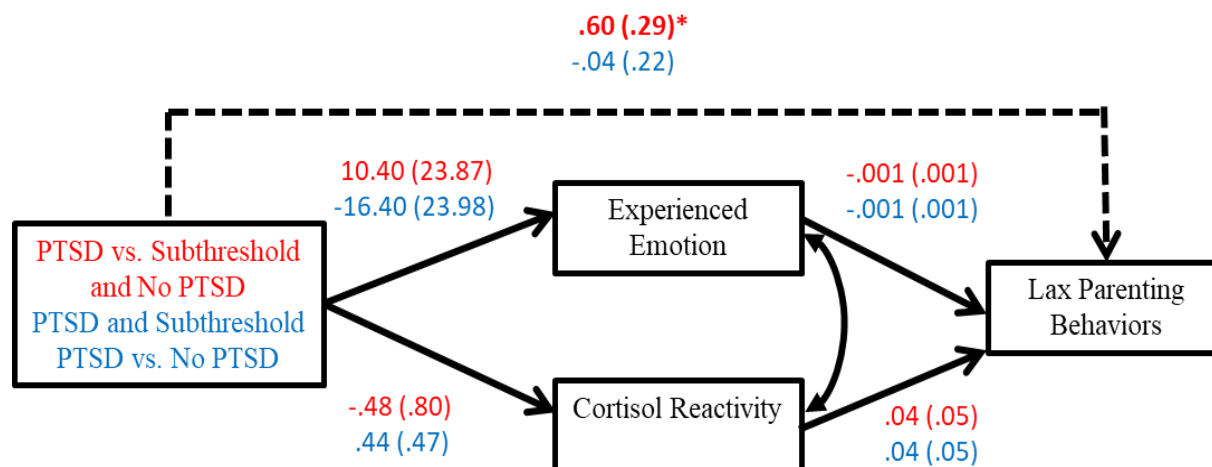 .60 (.29)*
-.04 (.22)
10.40 (23.87)
-16.40 (23.98)
-.001 (.001)
-.001 (.001)
Experienced
Emotion
PTSD vs. Subthreshold
and No PTSD
PTSD and Subthreshold
PTSD vs. No PTSD
Lax Parenting
Behaviors
-.48 (.80)
.44 (.47)
Cortisol Reactivity
.04 (.05)
.04 (.05)